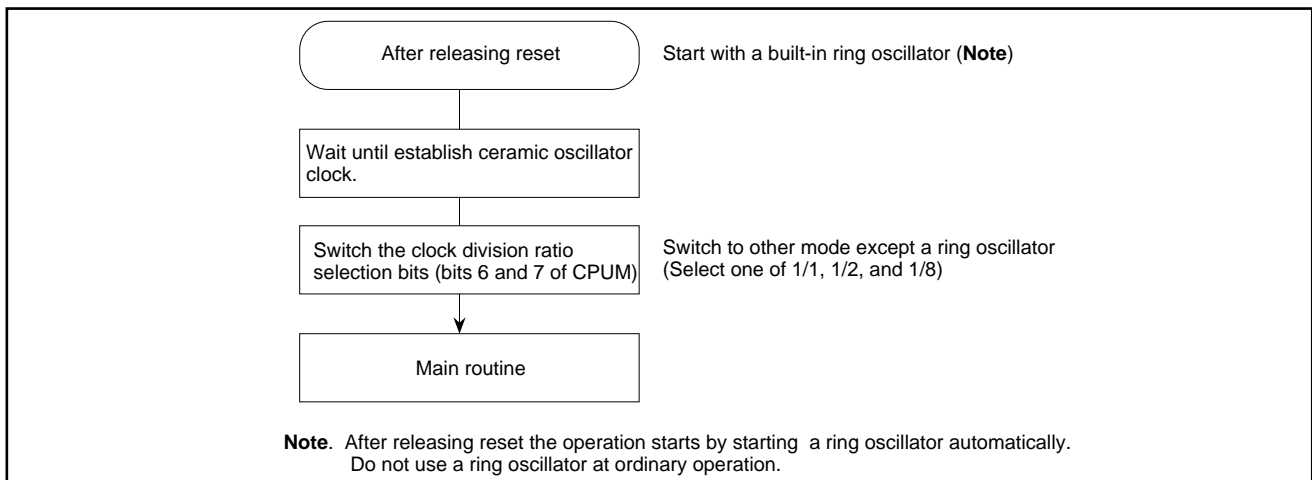 After releasing reset
Start with a built-in ring oscillator (Note)
Wait until establish ceramic oscillator
clock.
Switch the clock division ratio
selection bits (bits 6 and 7 of CPUM)
Switch to other mode except a ring oscillator
(Select one of 1/1, 1/2, and 1/8)
Main routine
Note. After releasing reset the operation starts by starting a ring oscillator automatically.
Do not use a ring oscillator at ordinary operation.